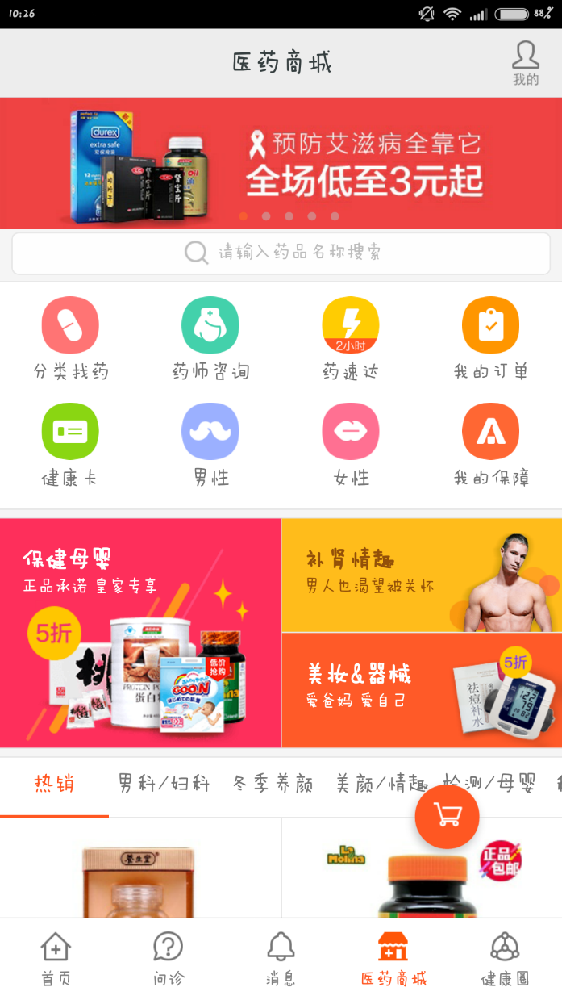 10:26
88%
医药商城
我的
durex
extra safe
肾宝片
预防艾滋病全靠它
全场低至3元起
请输入药品名称搜索
2小时
分类找药
药师咨询
药速达
我的订单
健康卡
男性
女性
我的保障
保健母婴
正品承诺 皇家专享
5折
低价
抢购
GOO.N
补肾情趣
男人也渴望被关怀
美妆&器械
爱爸妈 爱自己
5折
祛痘补水
热销
男科/妇科
冬季养颜
美颜/情趣
检测/母婴
养生堂
La Molina
正品
包邮
首页
问诊
消息
医药商城
健康圈